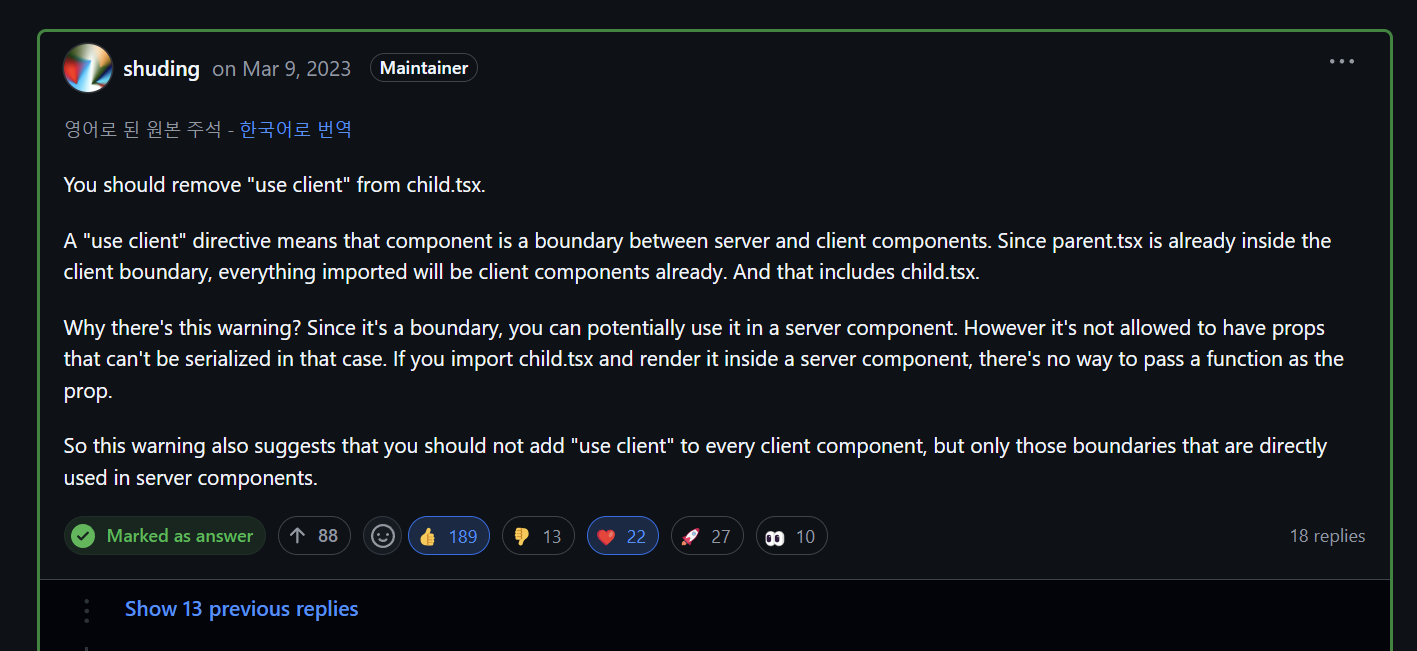 shuding on Mar 9, 2023 Maintainer
영어로 된 원본 주석 - 한국어로 번역
You should remove "use client" from child.tsx.
A "use client" directive means that component is a boundary between server and client components. Since parent.tsx is already inside the
client boundary, everything imported will be client components already. And that includes child.tsx.
Why there's this warning? Since it's a boundary, you can potentially use it in a server component. However it's not allowed to have props
that can't be serialized in that case. If you import child.tsx and render it inside a server component, there's no way to pass a function as the
prop.
So this warning also suggests that you should not add "use client" to every client component, but only those boundaries that are directly
used in server components.
Marked as answer ↑ 88 👍 189 👎 13 ❤️ 22 🚀 27 👀 10 18 replies
Show 13 previous replies